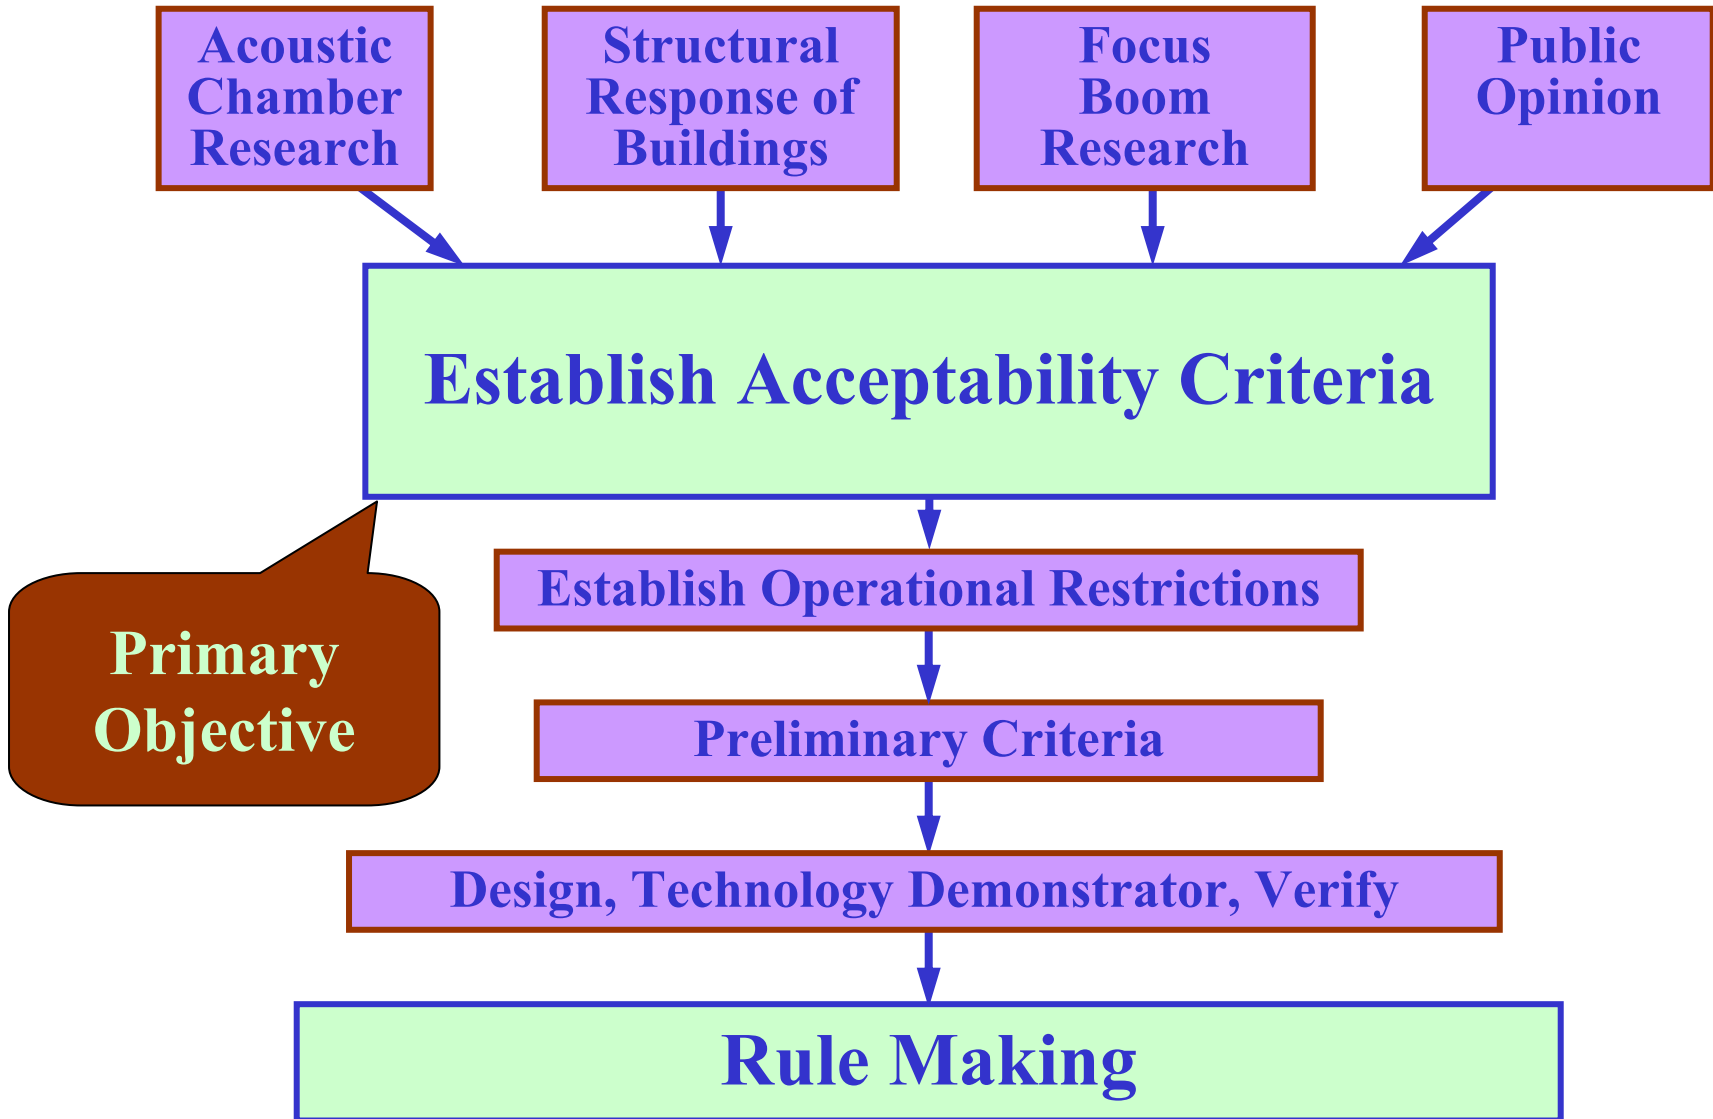 Acoustic
Chamber
Research
Structural
Response of
Buildings
Focus
Boom
Research
Public
Opinion
Establish Acceptability Criteria
Establish Operational Restrictions
Primary
Objective
Preliminary Criteria
Design, Technology Demonstrator, Verify
Rule Making